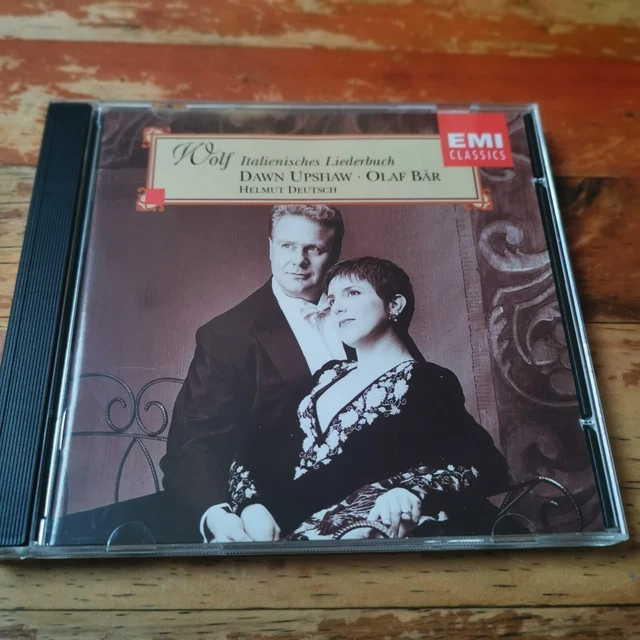 Wolf Italienisches Liederbuch
DAWN UPSHAW · OLAF BÄR
HELMUT DEUTSCH
EMI
CLASSICS